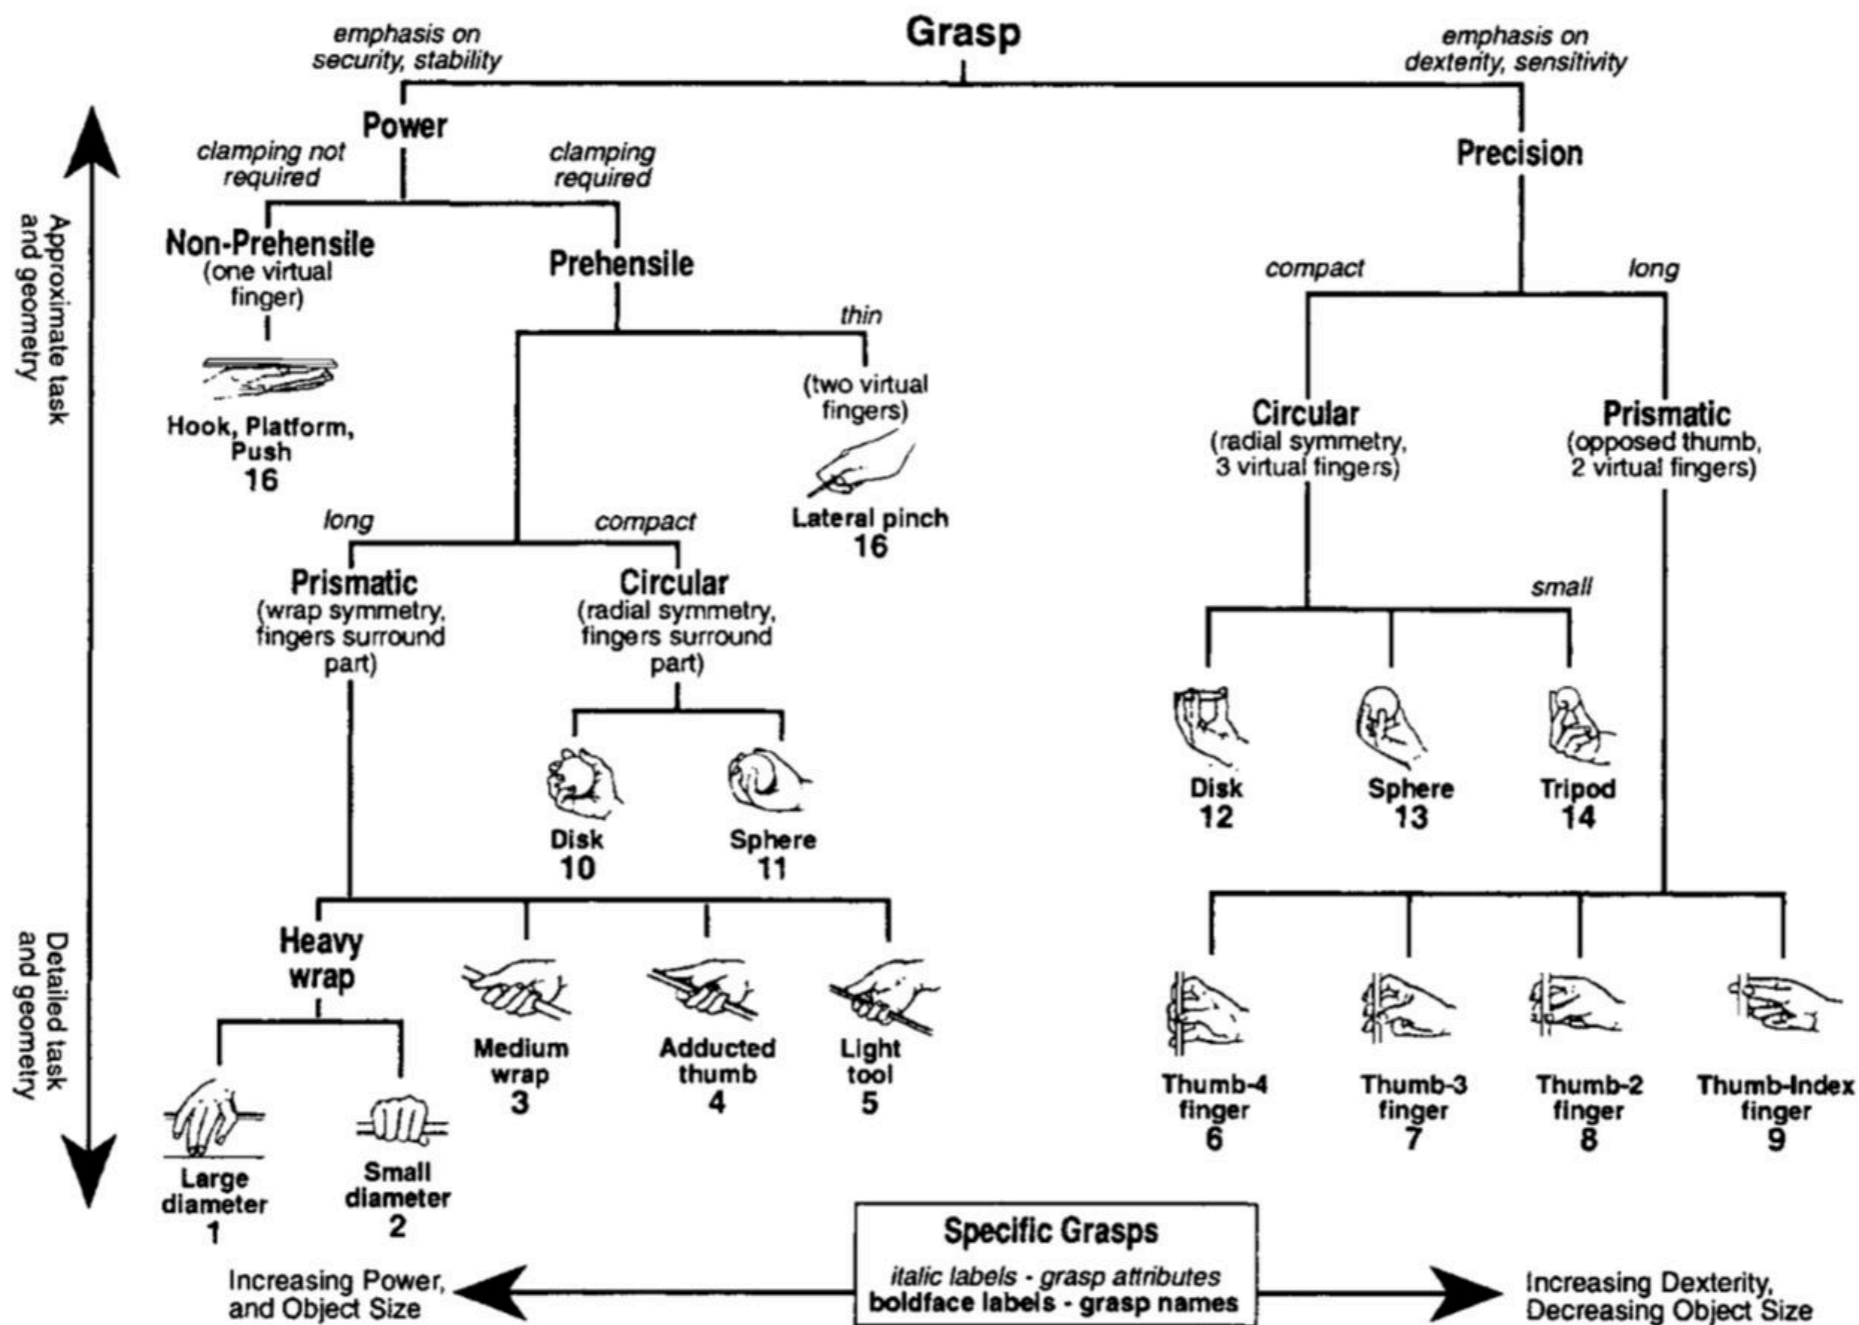 Grasp
emphasis on
security, stability
emphasis on
dexterity, sensitivity
Power
Precision
clamping not
required
clamping
required
Non-Prehensile
(one virtual
finger)
Prehensile
compact
long
thin
(two virtual
fingers)
Hook, Platform,
Push
16
Lateral pinch
16
Circular
(radial symmetry,
3 virtual fingers)
Prismatic
(opposed thumb,
2 virtual fingers)
long
compact
Prismatic
(wrap symmetry,
fingers surround
part)
Circular
(radial symmetry,
fingers surround
part)
small
Disk
12
Sphere
13
Tripod
14
Disk
10
Sphere
11
Heavy
wrap
Medium
wrap
3
Adducted
thumb
4
Light
tool
5
Thumb-4
finger
6
Thumb-3
finger
7
Thumb-2
finger
8
Thumb-Index
finger
9
Large
diameter
1
Small
diameter
2
Approximate task
and geometry
Detailed task
and geometry
Increasing Power,
and Object Size
Specific Grasps
italic labels - grasp attributes
boldface labels - grasp names
Increasing Dexterity,
Decreasing Object Size